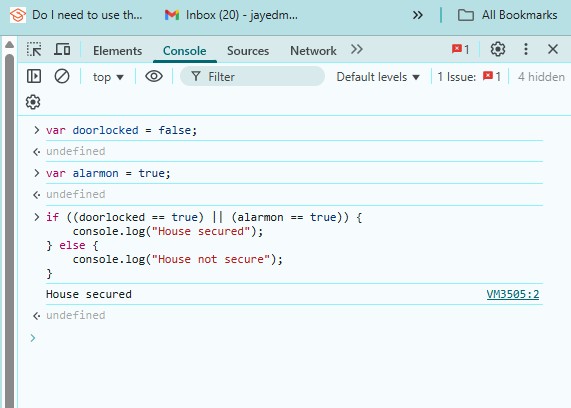 Do I need to use th...
Inbox (20) - jayedm...
»
All Bookmarks
Elements
Console
Sources
Network
1
top
Filter
Default levels
1 Issue:
1
4 hidden
> var doorlocked = false;
undefined
> var alarmon = true;
undefined
> if ((doorlocked == true) || (alarmon == true)) {
console.log("House secured");
} else {
console.log("House not secure");
}
House secured
VM3505:2
undefined
>